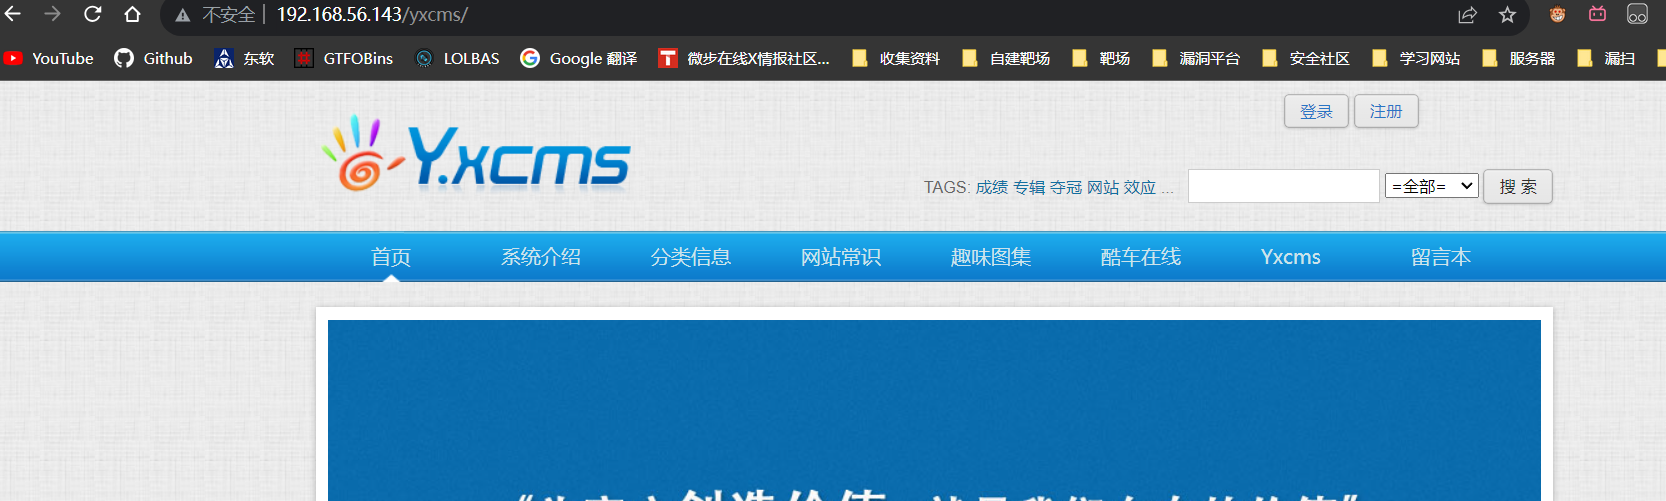 不安全 | 192.168.56.143/yxcms/
YouTube Github 东软 GTFOBins LOLBAS Google 翻译 微步在线X情报社区... 收集资料 自建靶场 靶场 漏洞平台 安全社区 学习网站 服务器 漏扫
登录 注册
Y.xcms
TAGS: 成绩 专辑 夺冠 网站 效应 ... =全部= 搜 索
首页 系统介绍 分类信息 网站常识 趣味图集 酷车在线 Yxcms 留言本